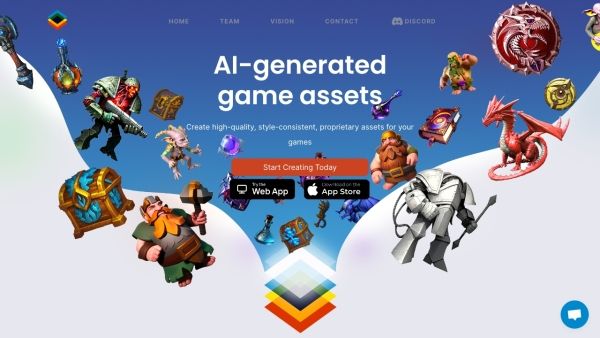 HOME TEAM VISION CONTACT DISCORD
AI-generated
game assets
Create high-quality, style-consistent, proprietary assets for your
games
Start Creating Today
Try the
Web App
Download on the
App Store